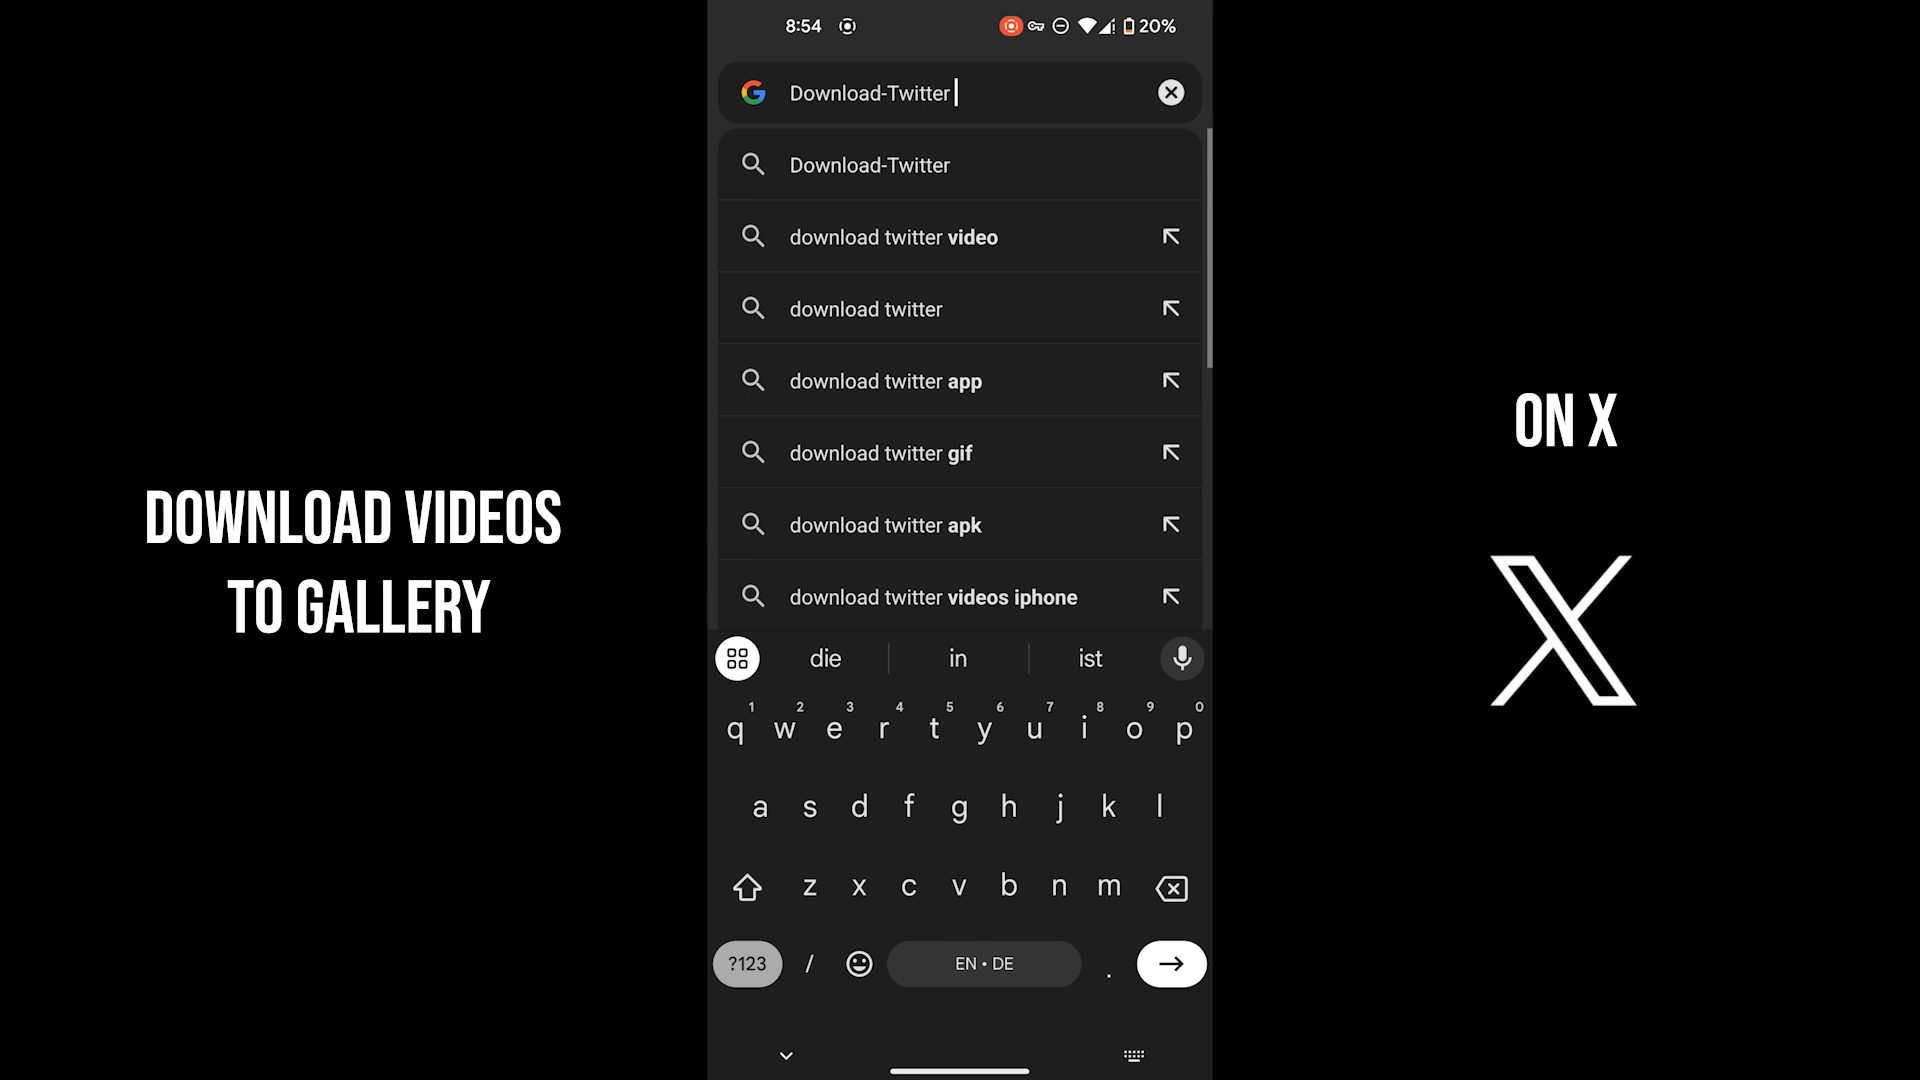 DOWNLOAD VIDEOS
TO GALLERY
8:54
20%
Download-Twitter
Download-Twitter
download twitter video
download twitter
download twitter app
download twitter gif
download twitter apk
download twitter videos iphone
die in ist
1 2 3 4 5 6 7 8 9 0
q w e r t y u i o p
a s d f g h j k l
z x c v b n m
?123 / EN • DE .
ON X